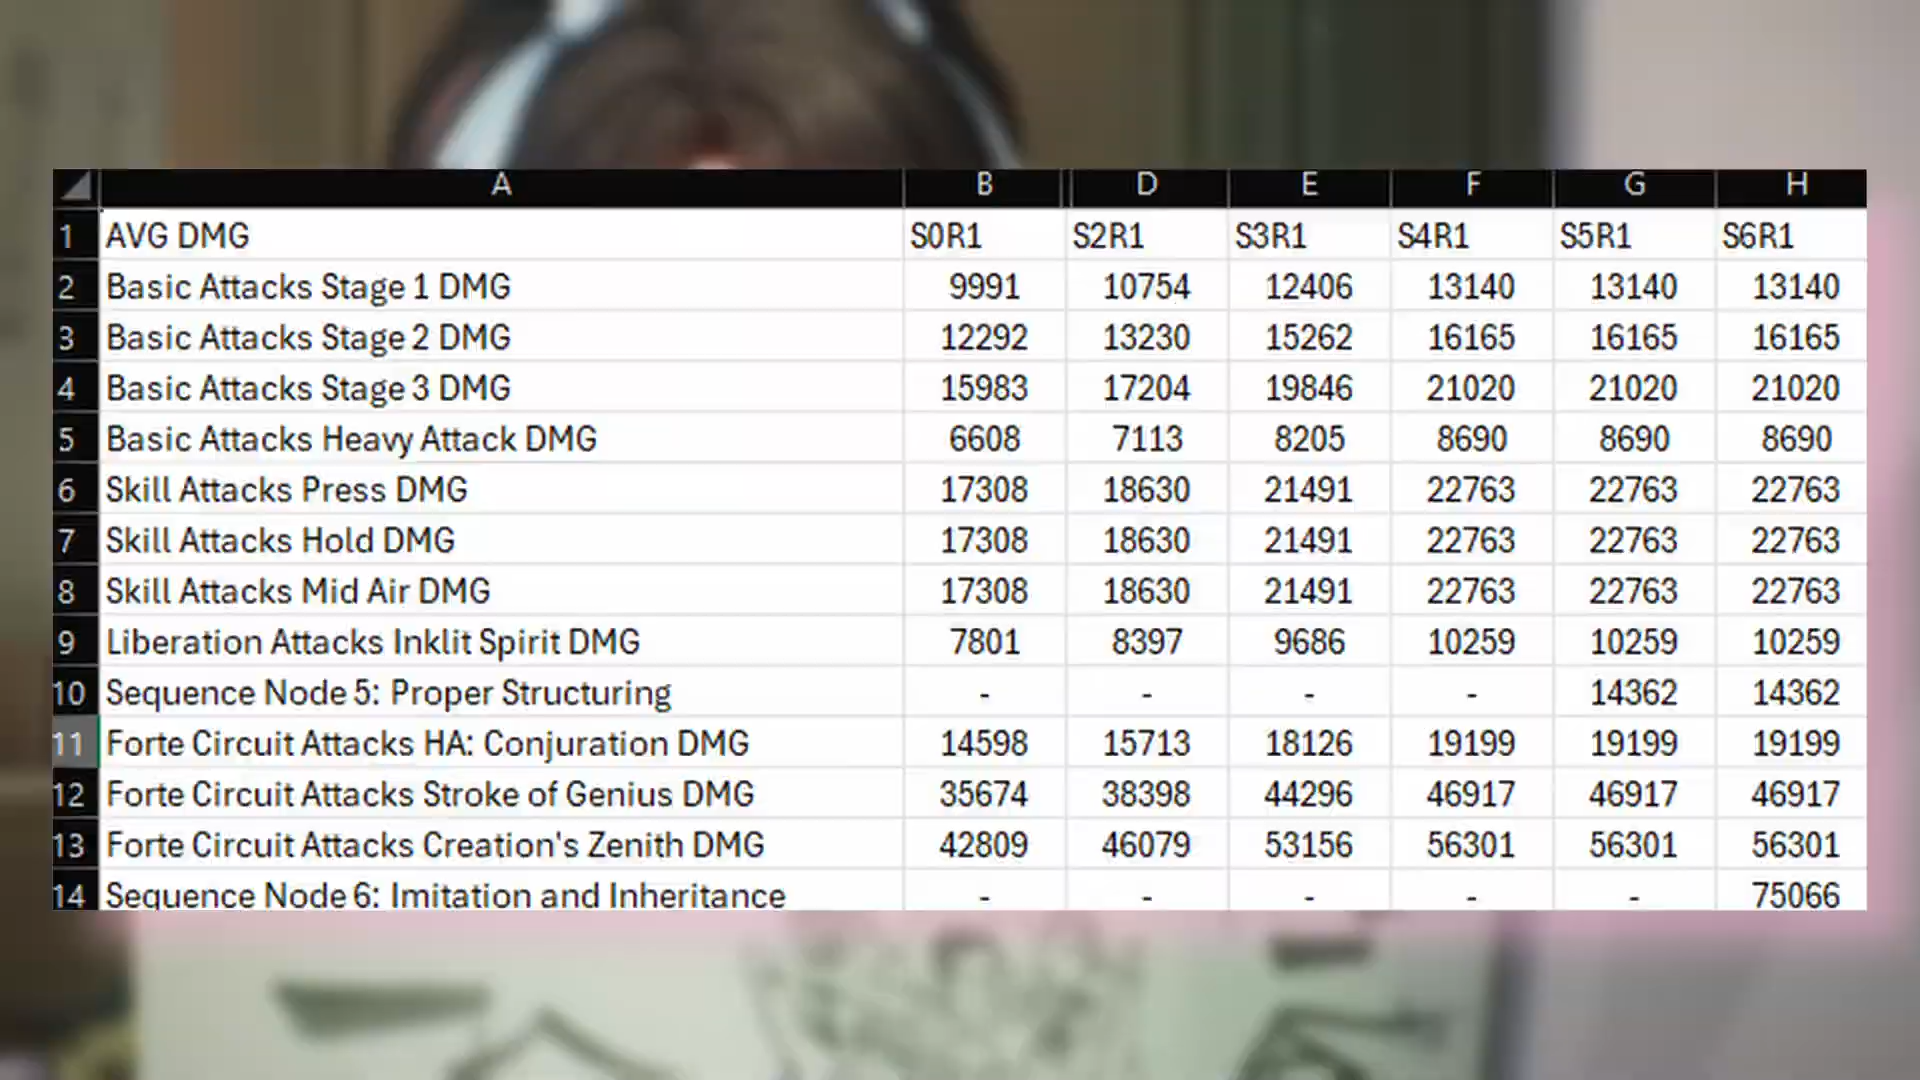 A B D E F G H
1 AVG DMG S0R1 S2R1 S3R1 S4R1 S5R1 S6R1
2 Basic Attacks Stage 1 DMG 9991 10754 12406 13140 13140 13140
3 Basic Attacks Stage 2 DMG 12292 13230 15262 16165 16165 16165
4 Basic Attacks Stage 3 DMG 15983 17204 19846 21020 21020 21020
5 Basic Attacks Heavy Attack DMG 6608 7113 8205 8690 8690 8690
6 Skill Attacks Press DMG 17308 18630 21491 22763 22763 22763
7 Skill Attacks Hold DMG 17308 18630 21491 22763 22763 22763
8 Skill Attacks Mid Air DMG 17308 18630 21491 22763 22763 22763
9 Liberation Attacks Inklit Spirit DMG 7801 8397 9686 10259 10259 10259
10 Sequence Node 5: Proper Structuring - - - - 14362 14362
11 Forte Circuit Attacks HA: Conjuration DMG 14598 15713 18126 19199 19199 19199
12 Forte Circuit Attacks Stroke of Genius DMG 35674 38398 44296 46917 46917 46917
13 Forte Circuit Attacks Creation's Zenith DMG 42809 46079 53156 56301 56301 56301
14 Sequence Node 6: Imitation and Inheritance - - - - - 75066